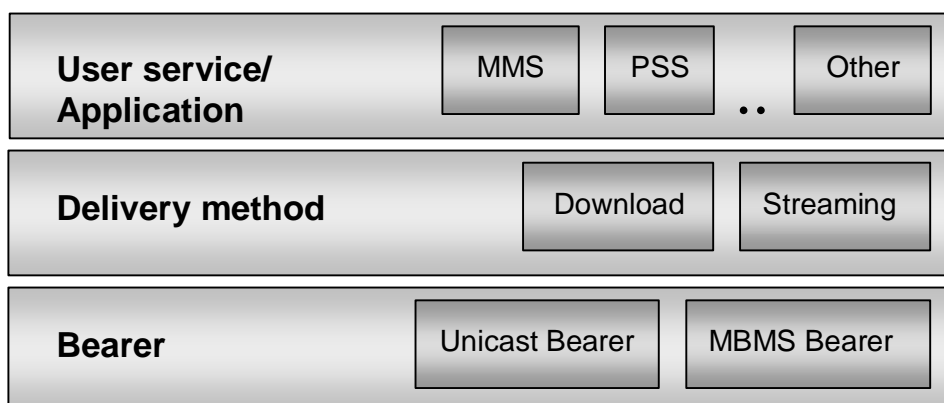 User service/
Application
MMS
PSS
..
Other
Delivery method
Download
Streaming
Bearer
Unicast Bearer
MBMS Bearer